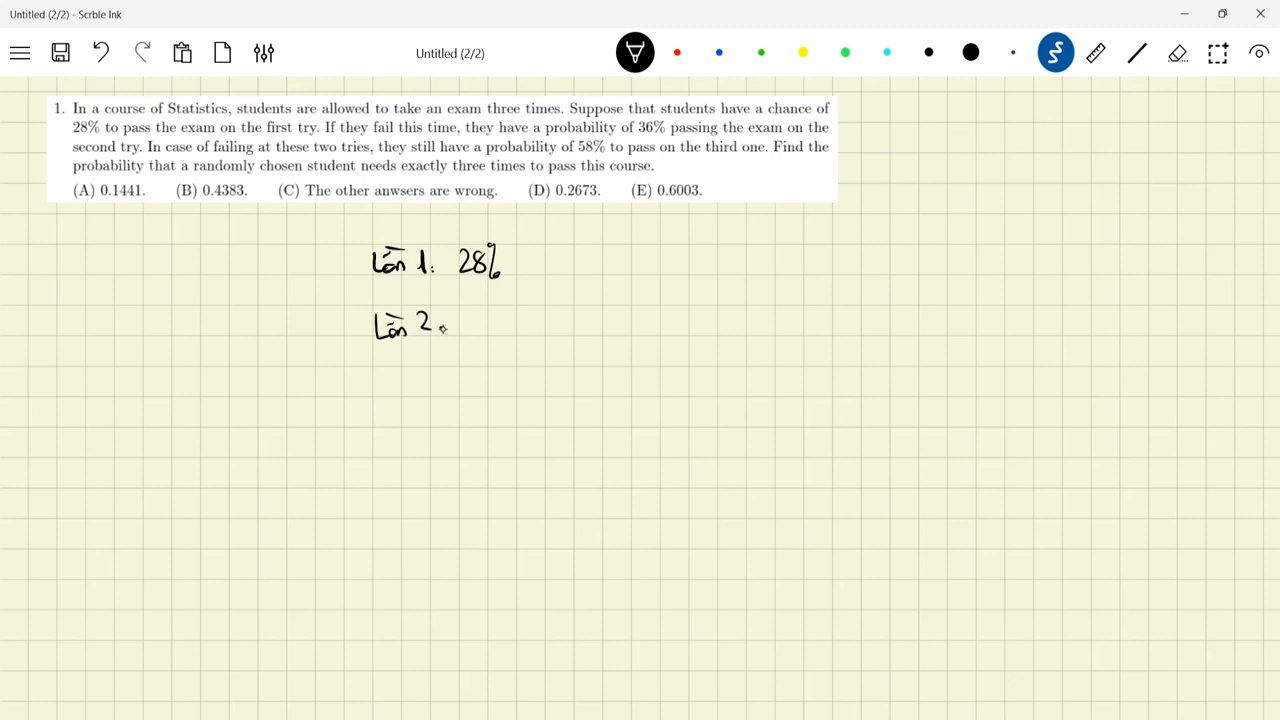 Untitled (2/2) - Scrble Ink
Untitled (2/2)
1. In a course of Statistics, students are allowed to take an exam three times. Suppose that students have a chance of
28% to pass the exam on the first try. If they fail this time, they have a probability of 36% passing the exam on the
second try. In case of failing at these two tries, they still have a probability of 58% to pass on the third one. Find the
probability that a randomly chosen student needs exactly three times to pass this course.
(A) 0.1441. (B) 0.4383. (C) The other anwsers are wrong. (D) 0.2673. (E) 0.6003.
Lần 1: 28%
Lần 2